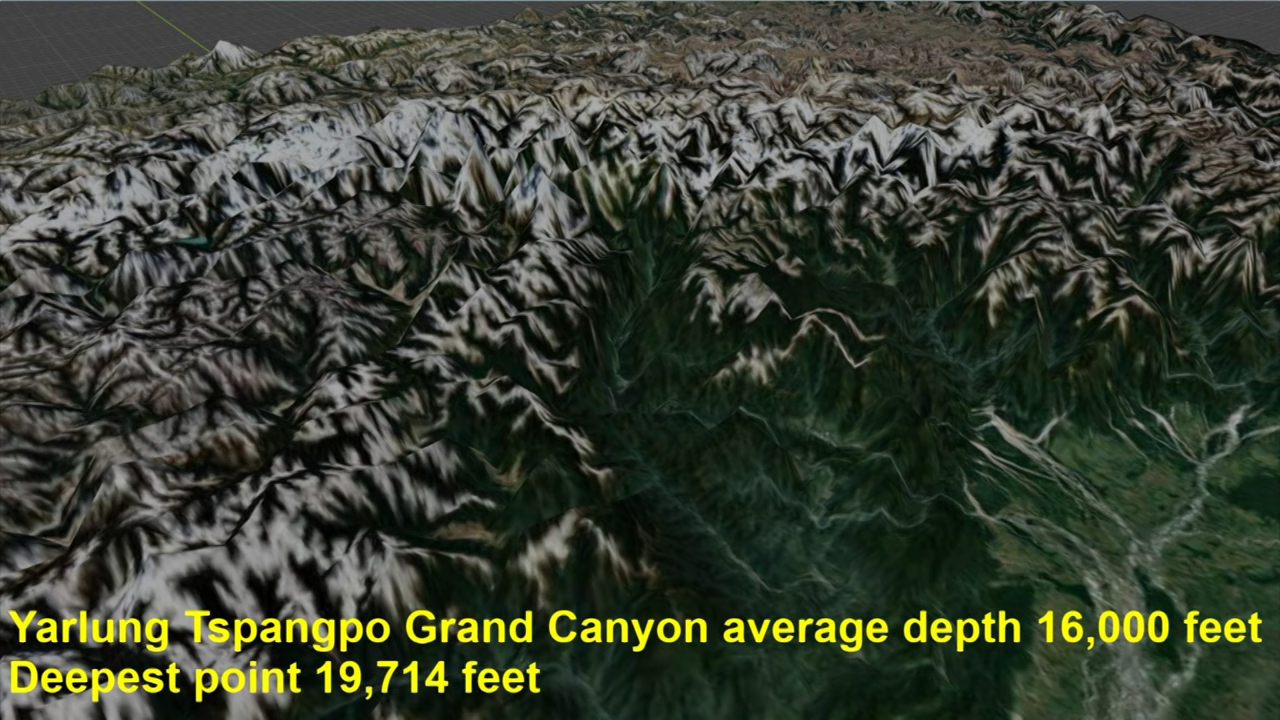 Yarlung Tspangpo Grand Canyon average depth 16,000 feet
Deepest point 19,714 feet